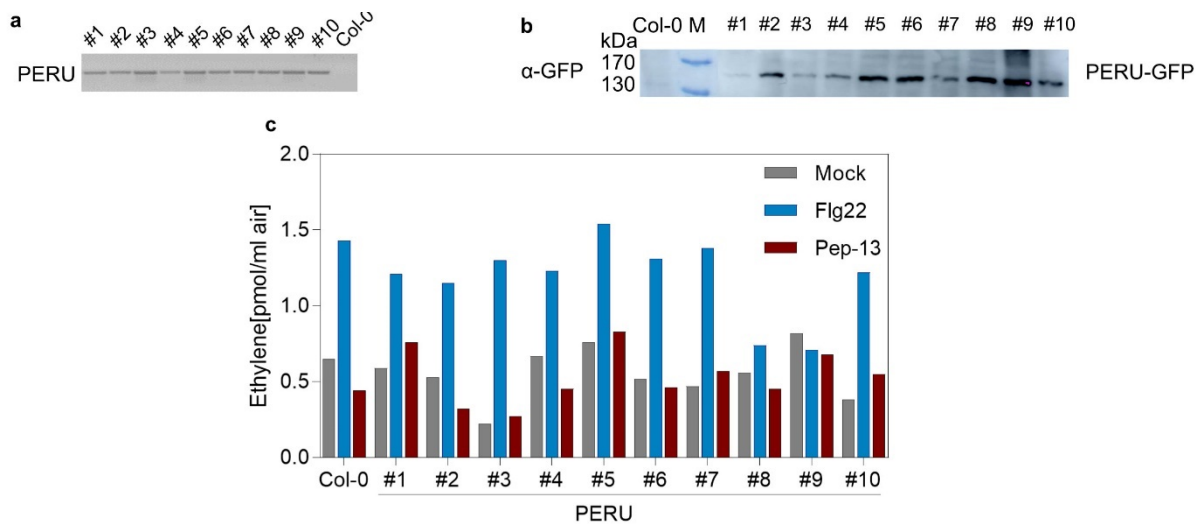 a
#1 #2 #3 #4 #5 #6 #7 #8 #9 #10 Col-0
PERU
b
Col-0 M #1 #2 #3 #4 #5 #6 #7 #8 #9 #10
kDa
170
α-GFP
130
PERU-GFP
c
2.0
Mock
Flg22
1.5
Pep-13
1.0
Ethylene[pmol/ml air]
0.5
0.0
Col-0 #1 #2 #3 #4 #5 #6 #7 #8 #9 #10
PERU